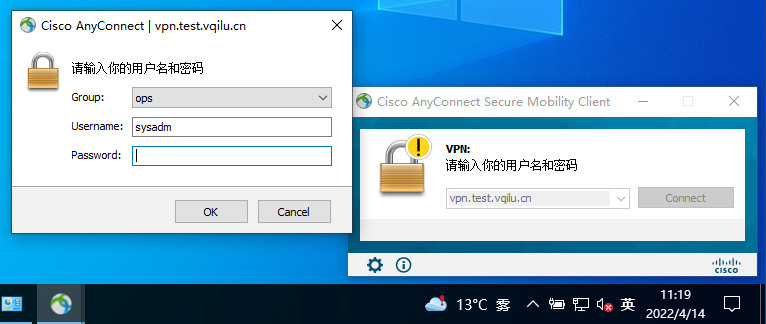 Cisco AnyConnect | vpn.test.vqilu.cn
请输入你的用户名和密码
Group: ops
Username: sysadm
Password:
OK Cancel
Cisco AnyConnect Secure Mobility Client
VPN:
请输入你的用户名和密码
vpn.test.vqilu.cn Connect
CISCO
13°C 雾 英 11:19
2022/4/14